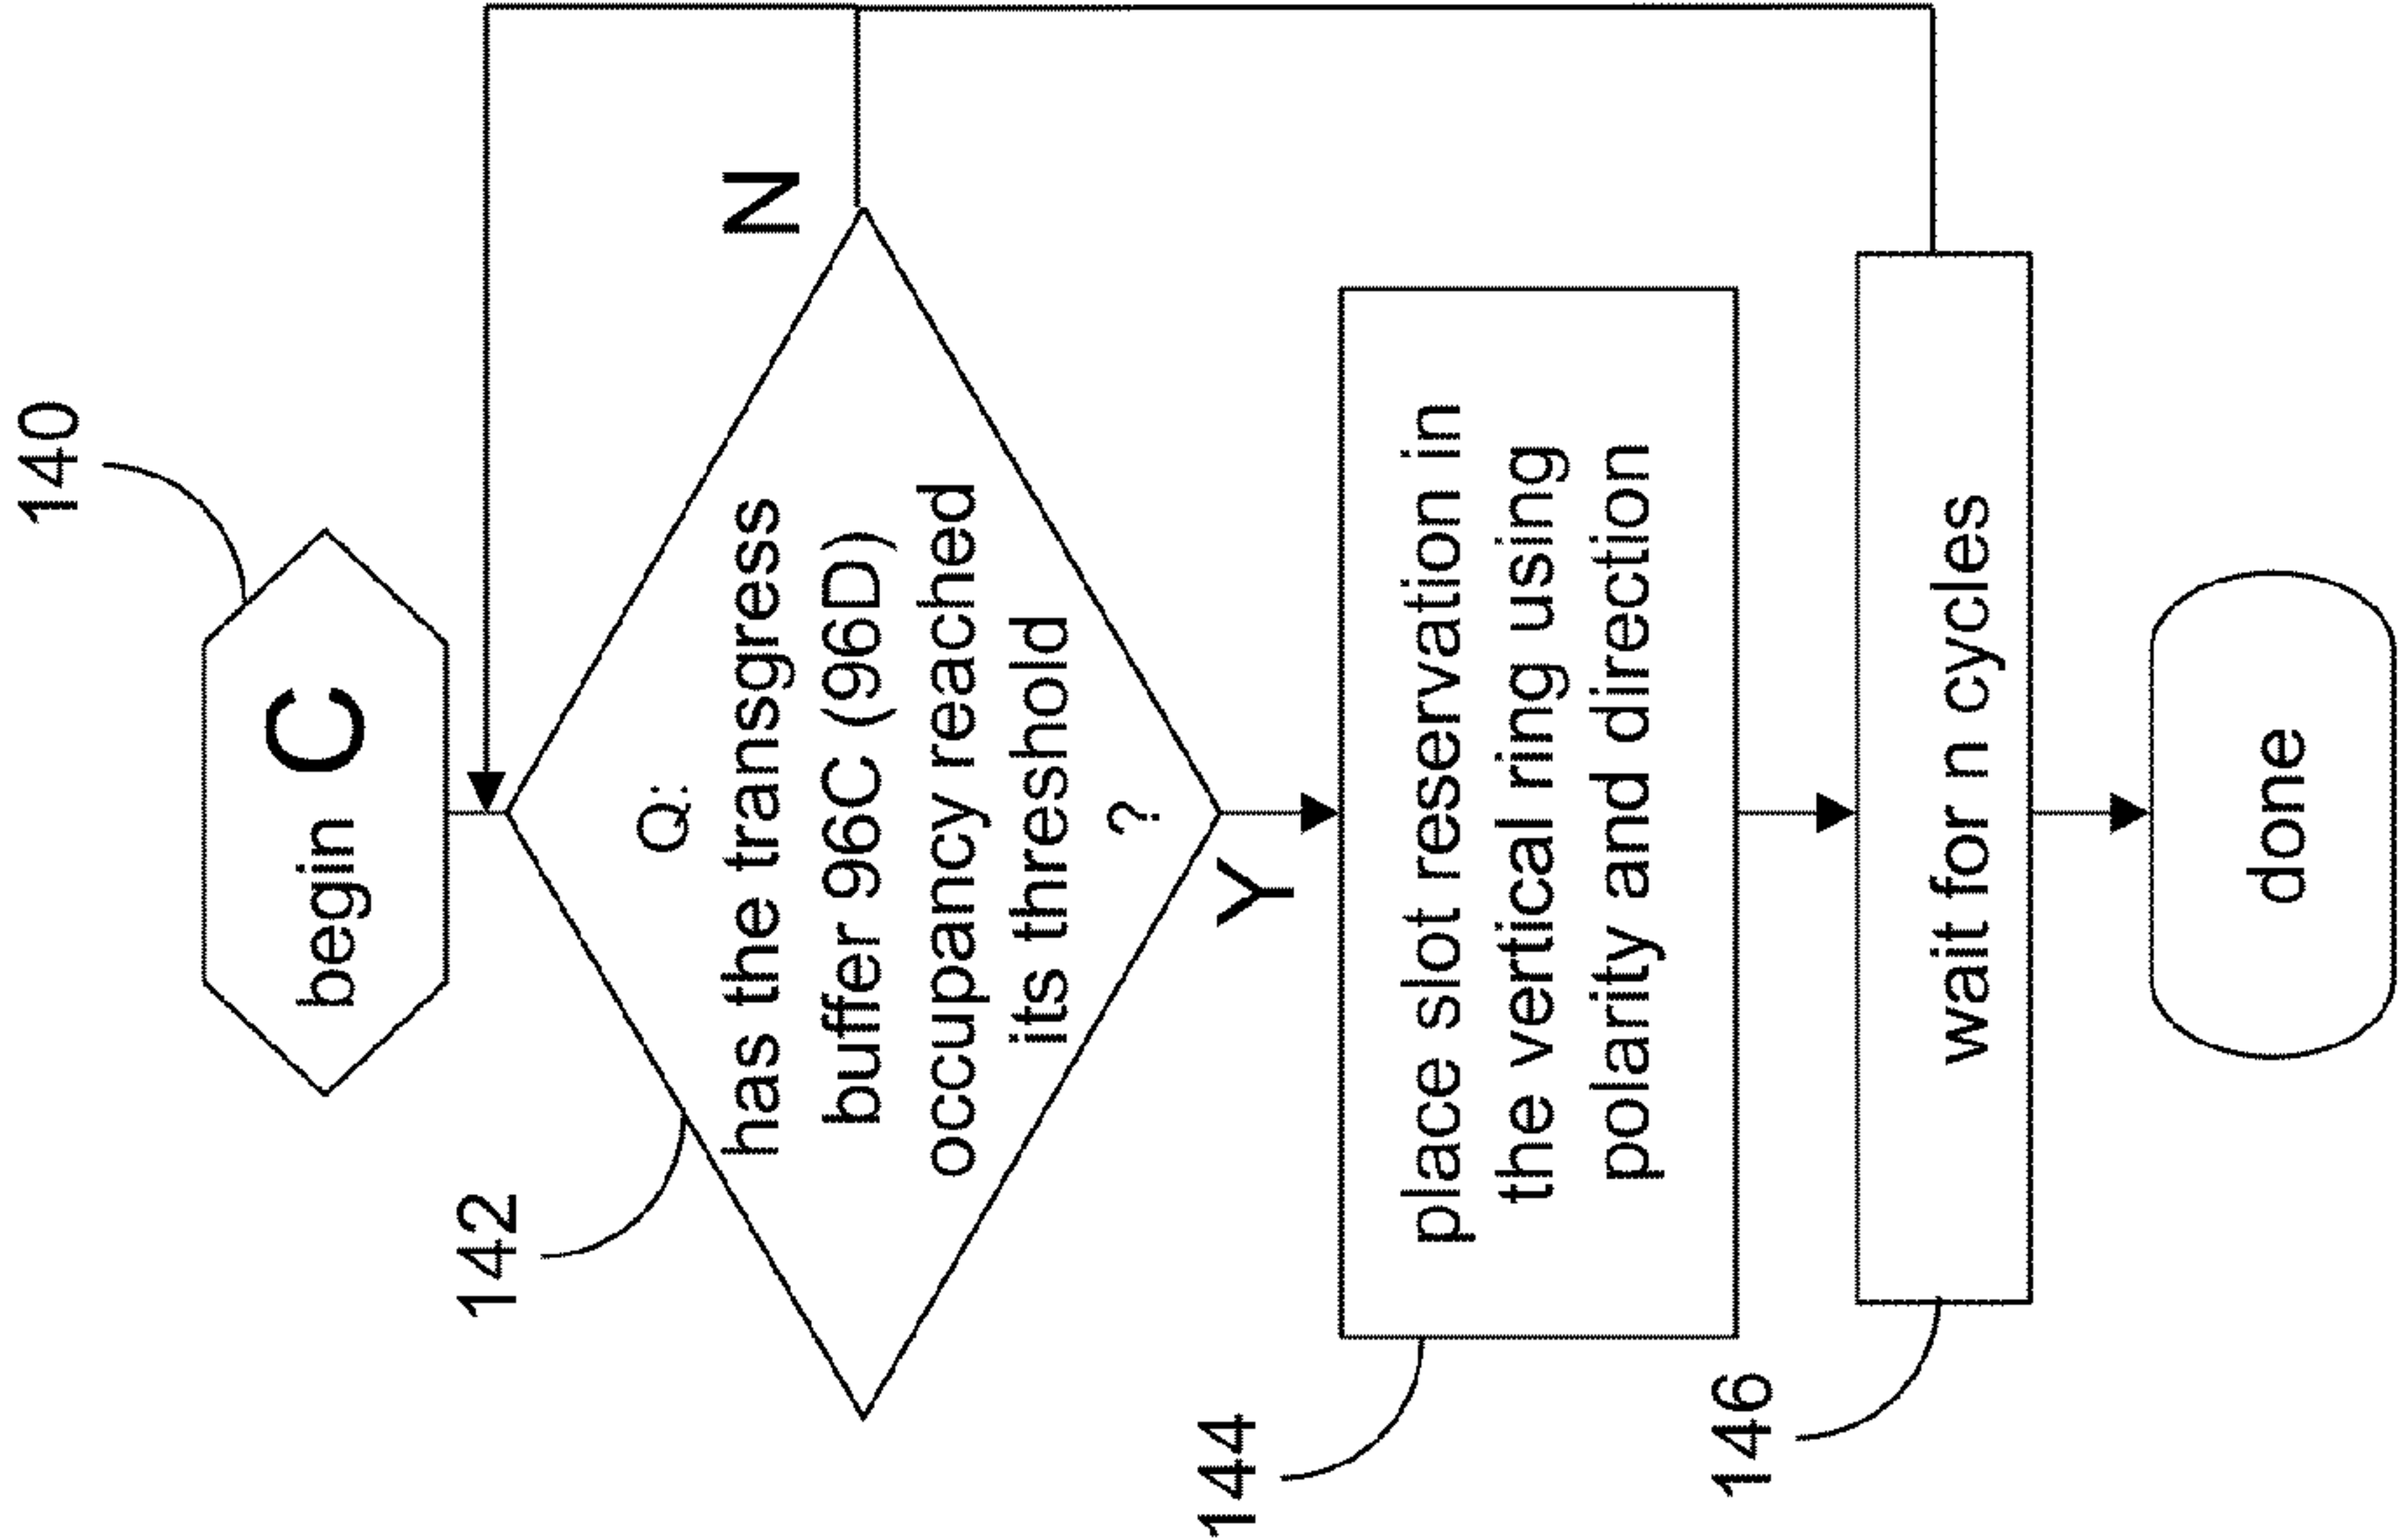 140
begin C
142
Q:
has the transgress
buffer 96C (96D)
occupancy reached
its threshold
?
N
Y
144
place slot reservation in
the vertical ring using
polarity and direction
146
wait for n cycles
done